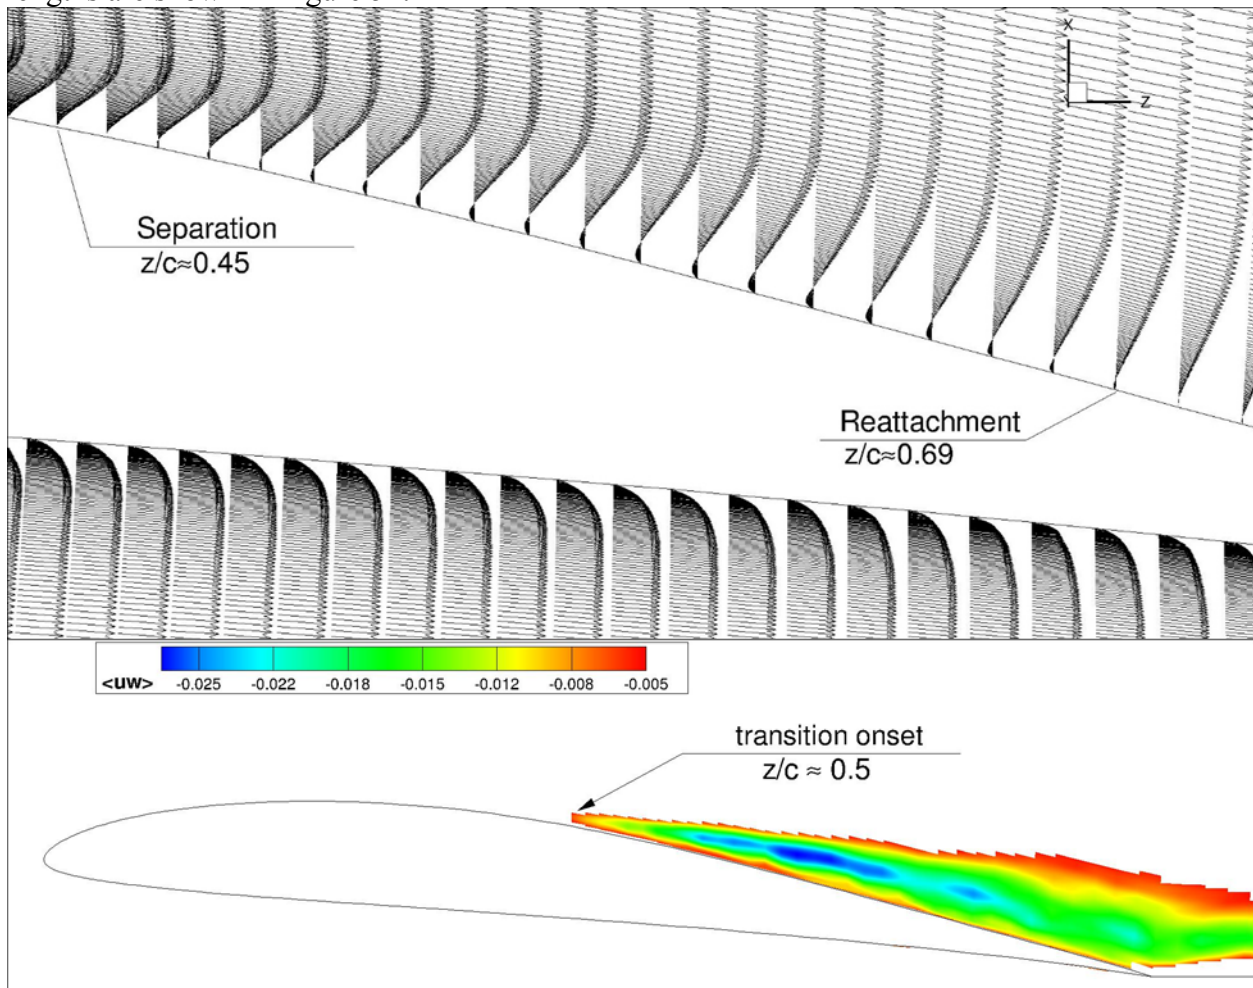 x
z
Separation
z/c≈0.45
Reattachment
z/c≈0.69
<uw> -0.025 -0.022 -0.018 -0.015 -0.012 -0.008 -0.005
transition onset
z/c ≈ 0.5